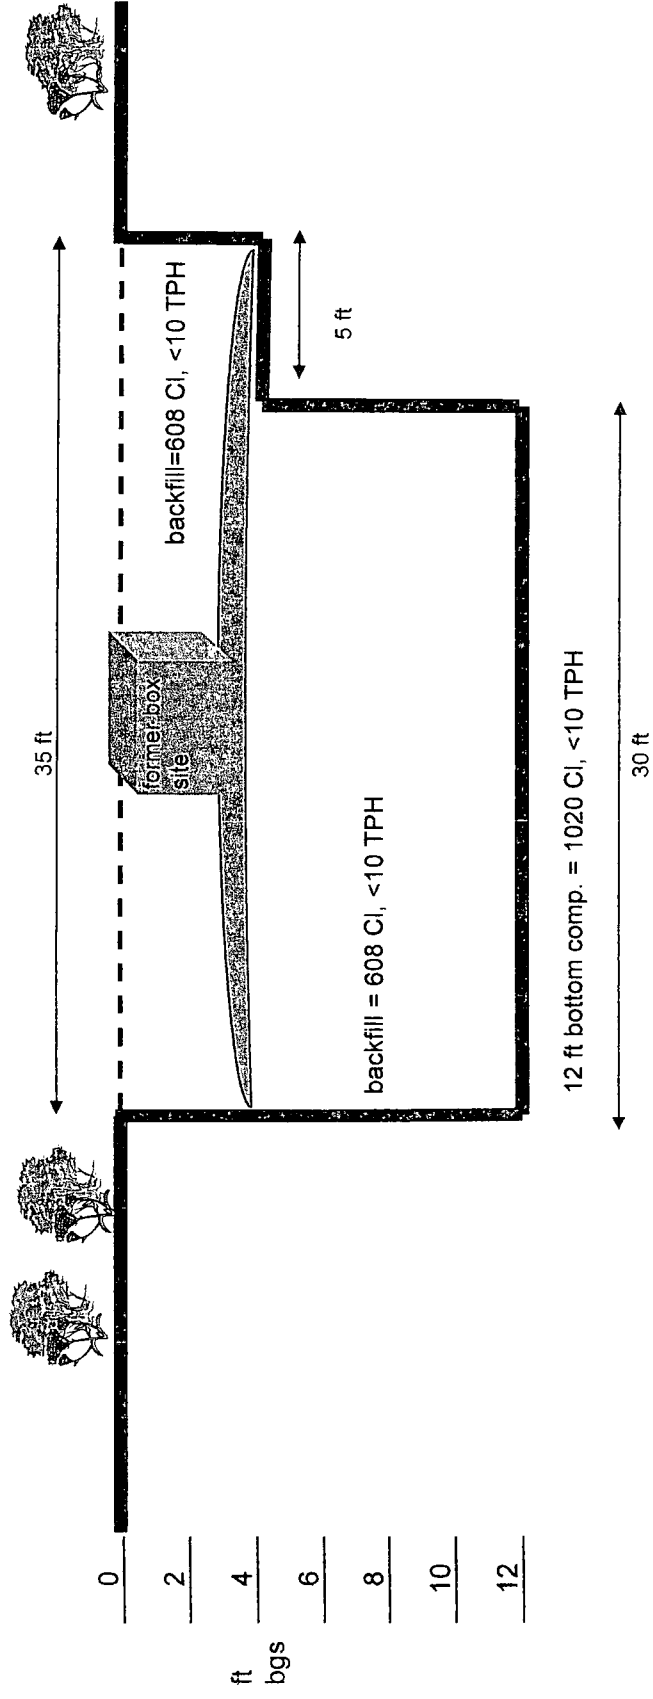 35 ft
0
2
4
6
8
10
12
ft
bgs
former box
site
backfill=608 Cl, <10 TPH
5 ft
backfill = 608 Cl, <10 TPH
12 ft bottom comp. = 1020 Cl, <10 TPH
30 ft